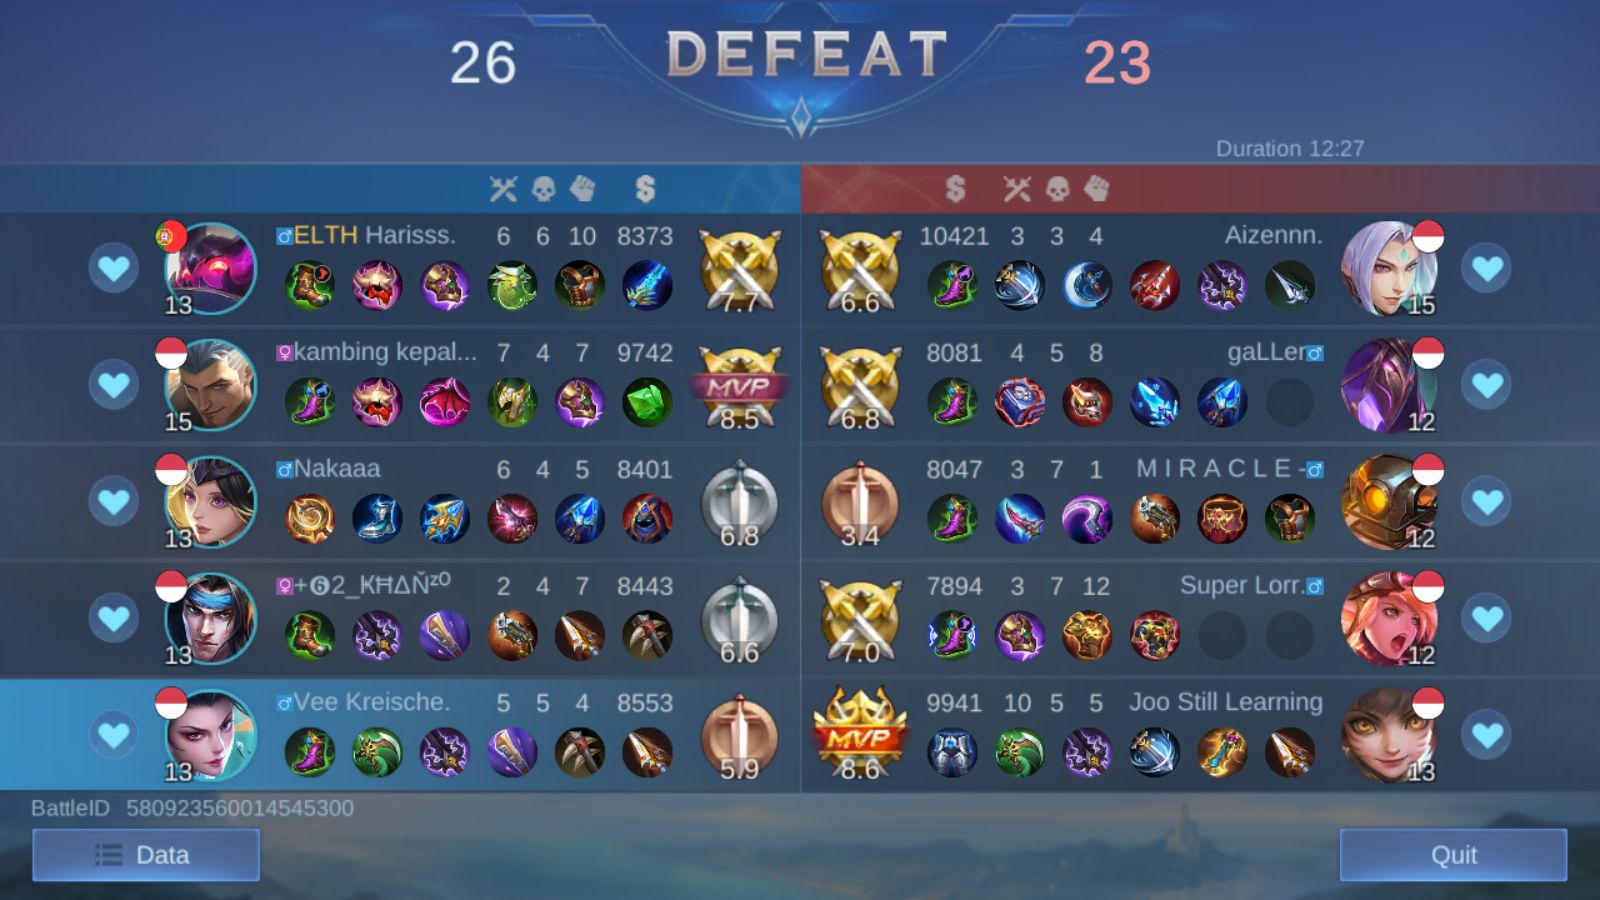 26 DEFEAT 23
Duration 12:27
ELTH Harisss. 6 6 10 8373
13
7.7
10421 3 3 4 Aizennn.
6.6
15
kambing kepal... 7 4 7 9742
15
MVP
8.5
8081 4 5 8 gaLLer
6.8
12
Nakaaa 6 4 5 8401
13
6.8
8047 3 7 1 M I R A C L E -
3.4
12
+❻2_₭ĦΔŇᶻᴼ 2 4 7 8443
13
6.6
7894 3 7 12 Super Lorr.
7.0
12
Vee Kreische. 5 5 4 8553
13
5.9
9941 10 5 5 Joo Still Learning
MVP
8.6
13
BattleID 580923560014545300
Data
Quit